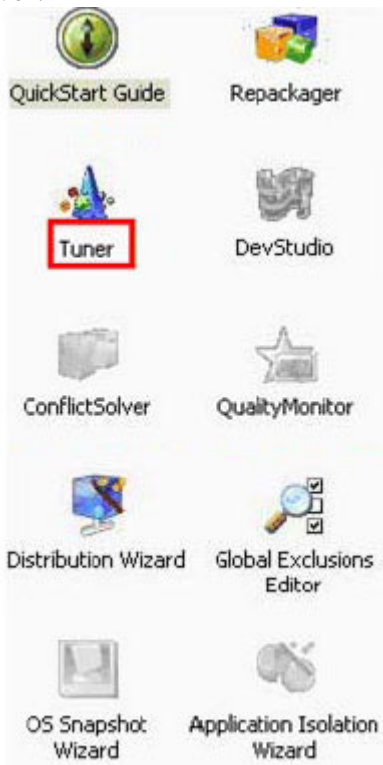 QuickStart Guide
Repackager
Tuner
DevStudio
ConflictSolver
QualityMonitor
Distribution Wizard
Global Exclusions
Editor
OS Snapshot
Wizard
Application Isolation
Wizard